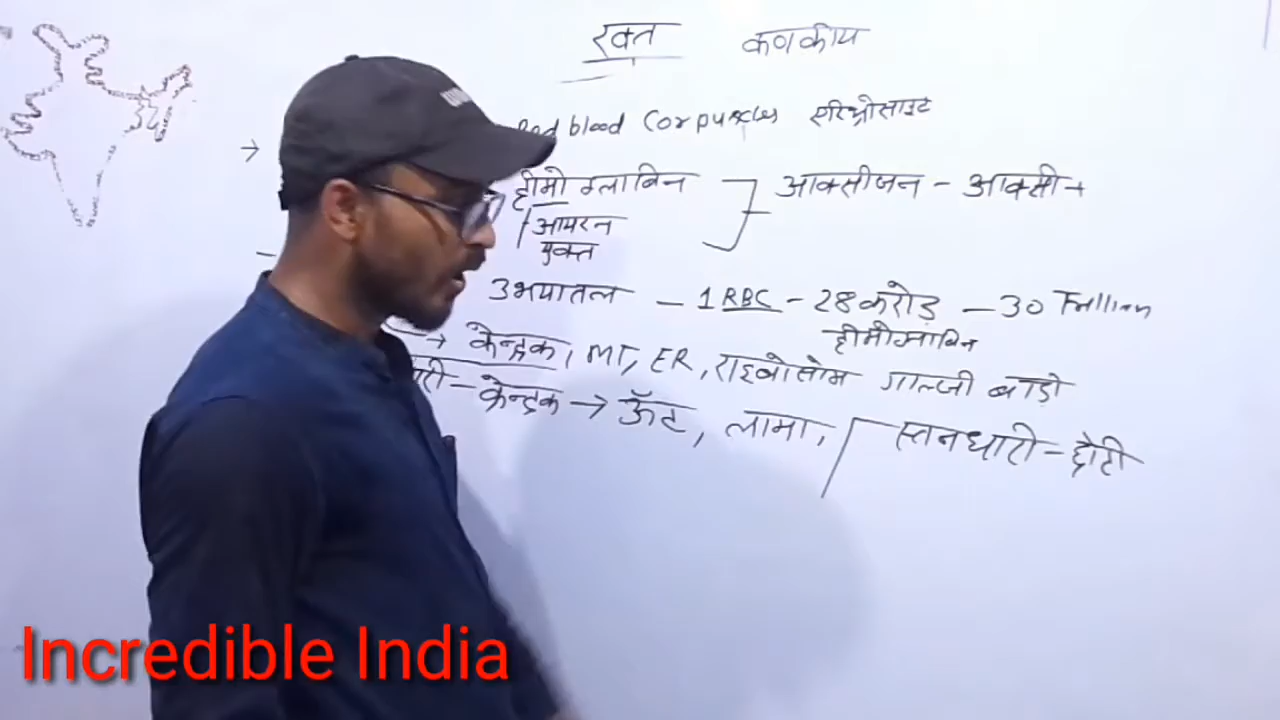 रक्त कणकीय
Red blood Corpuscles एरिथ्रोसाइट
→
हीमोग्लाबिन ] आक्सीजन - आक्सी+
आयरन
युक्त
उभयातल - 1 RBC - 28 करोड़ - 30 Trillion
हीमोग्लाबिन
→ केन्द्रक, MT, ER, राइबोसोम गाल्जी बाडी
धारी - केन्द्रक → ऊँट, लामा, स्तनधारी -
Incredible India